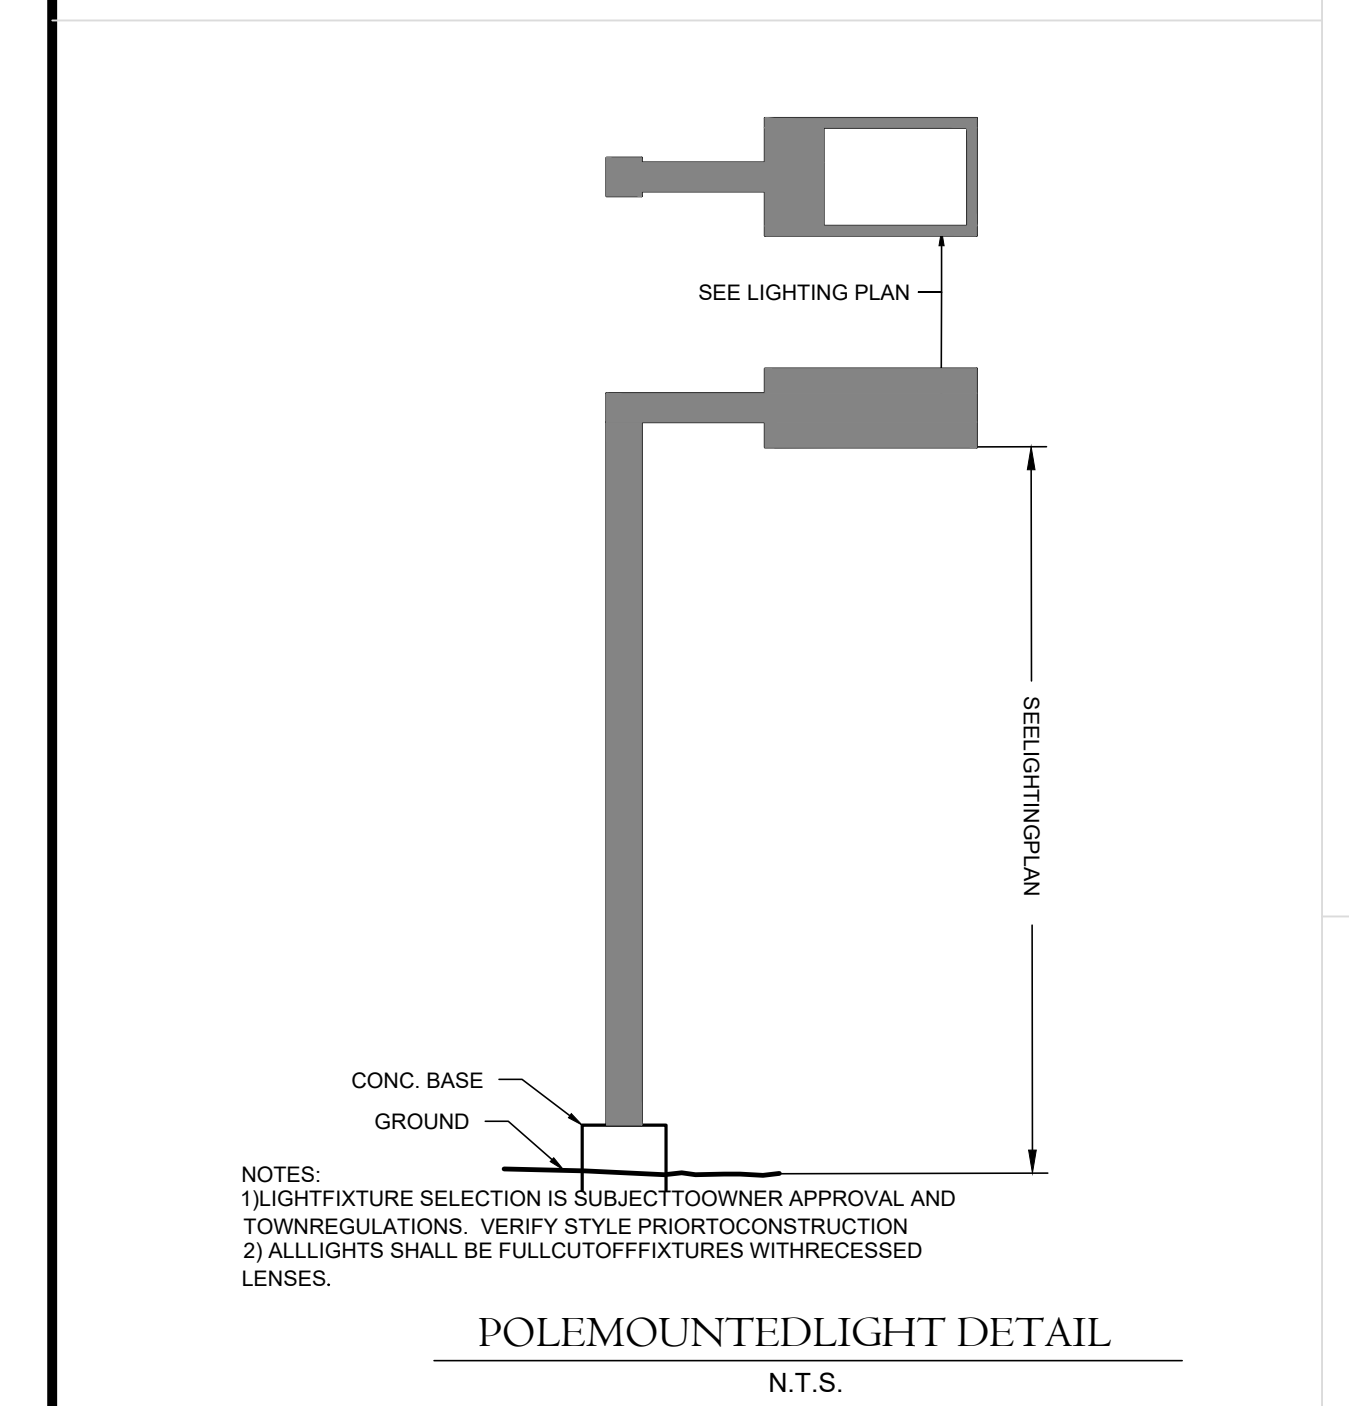 SEE LIGHTING PLAN
SEELIGHTINGPLAN
CONC. BASE
GROUND
NOTES:
1)LIGHTFIXTURE SELECTION IS SUBJECTTOOWNER APPROVAL AND
TOWNREGULATIONS. VERIFY STYLE PRIORTOCONSTRUCTION
2) ALLLIGHTS SHALL BE FULLCUTOFFFIXTURES WITHRECESSED
LENSES.
POLEMOUNTEDLIGHT DETAIL
N.T.S.